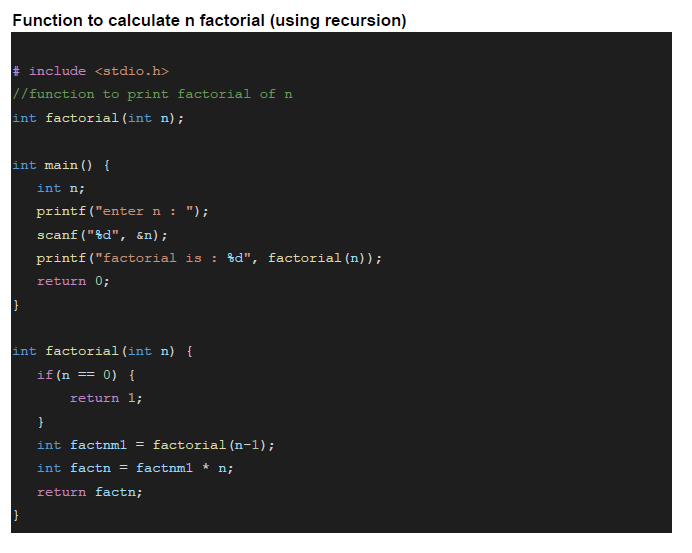 Function to calculate n factorial (using recursion)
# include <stdio.h>
//function to print factorial of n
int factorial(int n);
int main() {
int n;
printf("enter n : ");
scanf("%d", &n);
printf("factorial is : %d", factorial(n));
return 0;
}
int factorial(int n) {
if(n == 0) {
return 1;
}
int factnm1 = factorial(n-1);
int factn = factnm1 * n;
return factn;
}